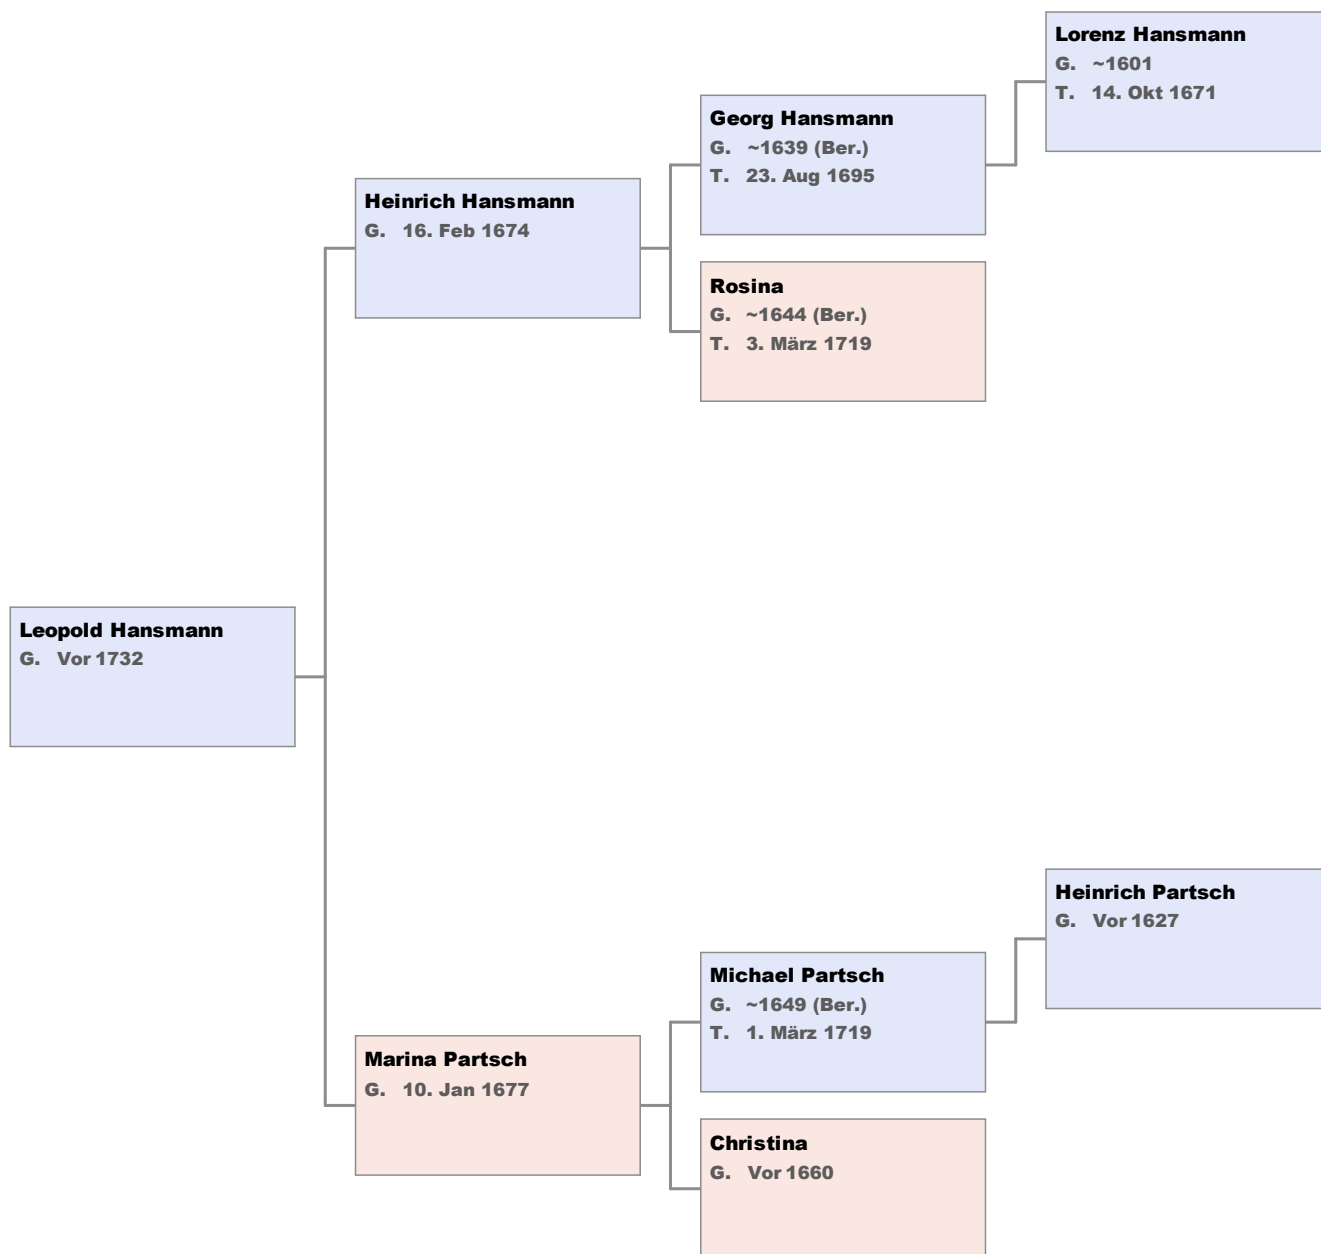 Lorenz Hansmann
G. ~1601
T. 14. Okt 1671
Georg Hansmann
G. ~1639 (Ber.)
T. 23. Aug 1695
Heinrich Hansmann
G. 16. Feb 1674
Rosina
G. ~1644 (Ber.)
T. 3. März 1719
Leopold Hansmann
G. Vor 1732
Heinrich Partsch
G. Vor 1627
Michael Partsch
G. ~1649 (Ber.)
T. 1. März 1719
Marina Partsch
G. 10. Jan 1677
Christina
G. Vor 1660